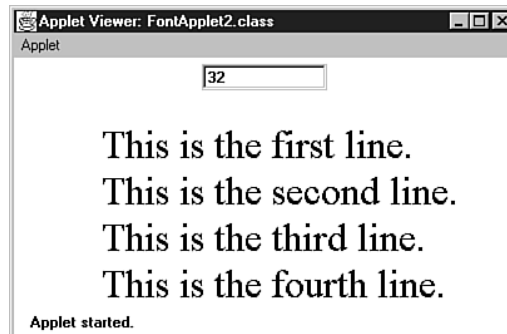 Applet Viewer: FontApplet2.class
Applet
32
This is the first line.
This is the second line.
This is the third line.
This is the fourth line.
Applet started.